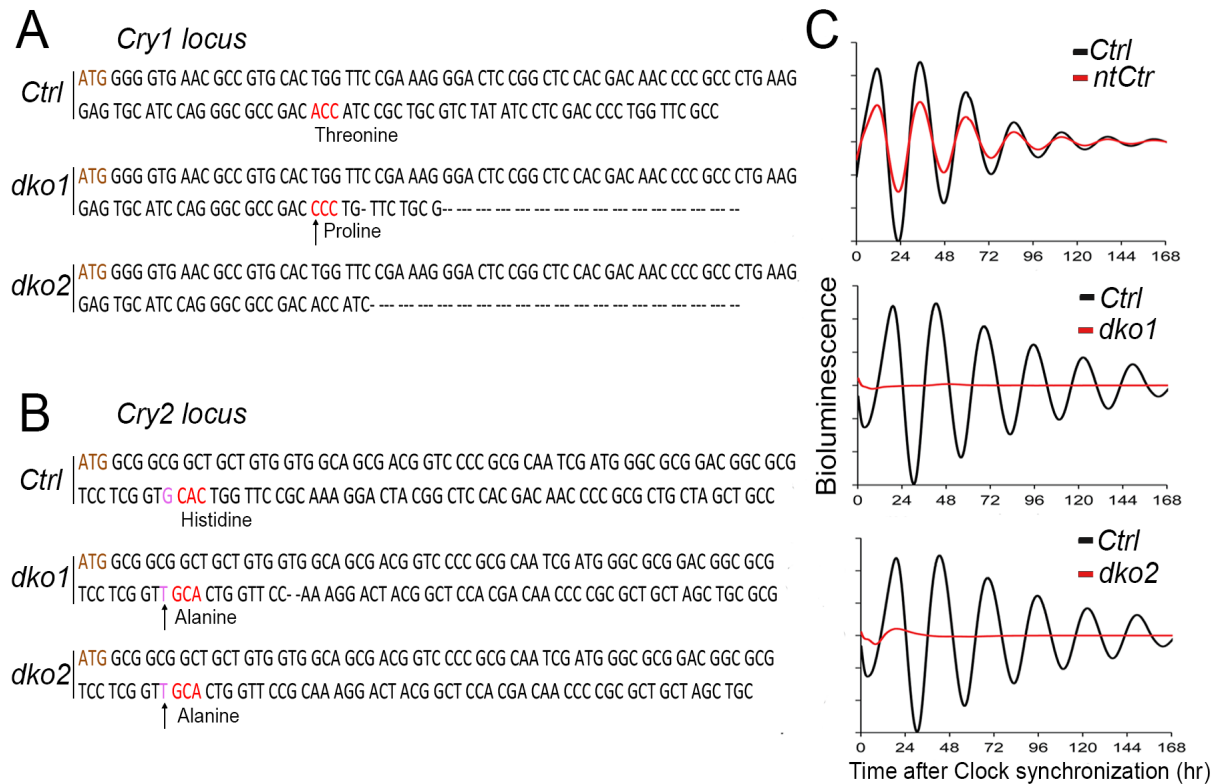 A
Cry1 locus
Ctrl
ATG GGG GTG AAC GCC GTG CAC TGG TTC CGA AAG GGA CTC CGG CTC CAC GAC AAC CCC GCC CTG AAG
GAG TGC ATC CAG GGC GCC GAC ACC ATC CGC TGC GTC TAT ATC CTC GAC CCC TGG TTC GCC
Threonine
dko1
ATG GGG GTG AAC GCC GTG CAC TGG TTC CGA AAG GGA CTC CGG CTC CAC GAC AAC CCC GCC CTG AAG
GAG TGC ATC CAG GGC GCC GAC CCC TG- TTC TGC G-- --- --- --- --- --- --- --- --- --- --- --- --- --- ---
Proline
dko2
ATG GGG GTG AAC GCC GTG CAC TGG TTC CGA AAG GGA CTC CGG CTC CAC GAC AAC CCC GCC CTG AAG
GAG TGC ATC CAG GGC GCC GAC ACC ATC- --- --- --- --- --- --- --- --- --- --- --- --- --- --- --- --- ---
B
Cry2 locus
Ctrl
ATG GCG GCG GCT GCT GTG GTG GCA GCG ACG GTC CCC GCG CAA TCG ATG GGC GCG GAC GGC GCG
TCC TCG GTG CAC TGG TTC CGC AAA GGA CTA CGG CTC CAC GAC AAC CCC GCG CTG CTA GCT GCC
Histidine
dko1
ATG GCG GCG GCT GCT GTG GTG GCA GCG ACG GTC CCC GCG CAA TCG ATG GGC GCG GAC GGC GCG
TCC TCG GTT GCA CTG GTT CC- -AA AGG ACT ACG GCT CCA CGA CAA CCC CGC GCT GCT AGC TGC GCG
Alanine
dko2
ATG GCG GCG GCT GCT GTG GTG GCA GCG ACG GTC CCC GCG CAA TCG ATG GGC GCG GAC GGC GCG
TCC TCG GTT GCA CTG GTT CCG CAA AGG ACT ACG GCT CCA CGA CAA CCC CGC GCT GCT AGC TGC
Alanine
C
Bioluminescence
Ctrl
ntCtr
0 24 48 72 96 120 144 168
Ctrl
dko1
0 24 48 72 96 120 144 168
Ctrl
dko2
0 24 48 72 96 120 144 168
Time after Clock synchronization (hr)